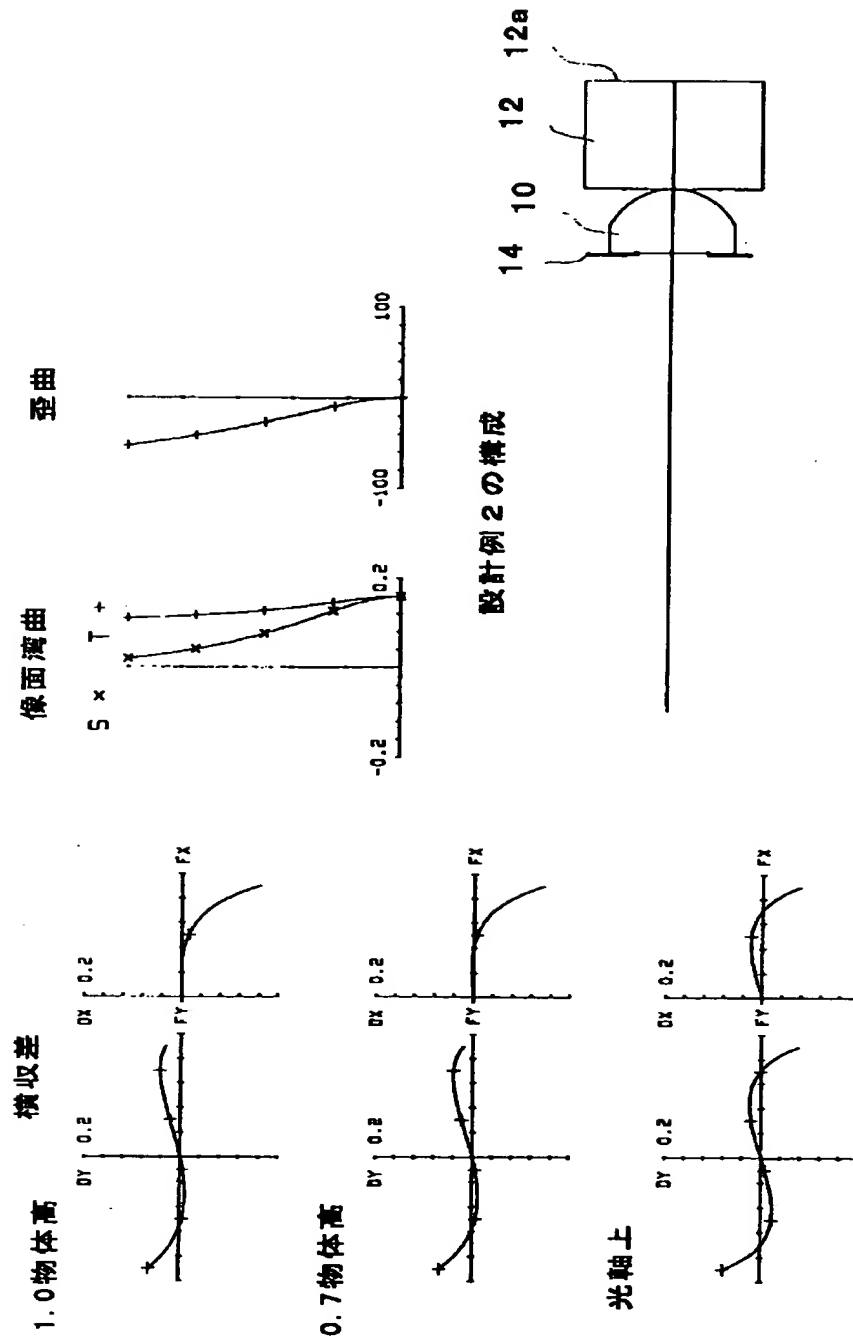 横収差
1.0物体高
DY 0.2
FY
DX 0.2
FX
0.7物体高
DY 0.2
FY
DX 0.2
FX
光軸上
DY 0.2
FY
DX 0.2
FX
像面湾曲
S × T +
-0.2 0.2
歪曲
-100 100
設計例2の構成
14 10 12 12a